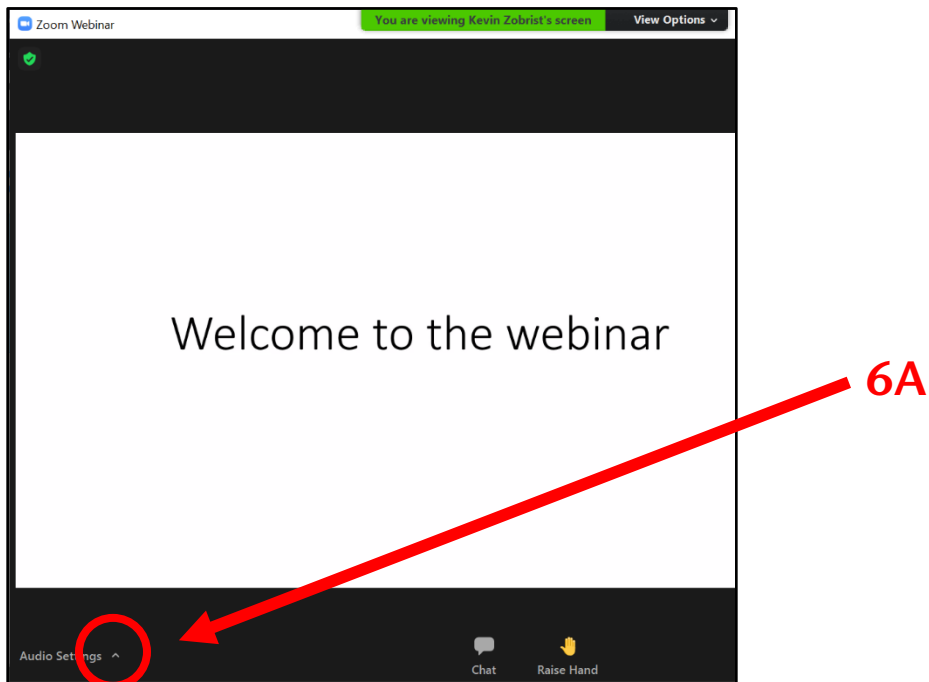 Zoom Webinar
You are viewing Kevin Zobrist's screen
View Options
Welcome to the webinar
6A
Audio Settings
Chat
Raise Hand